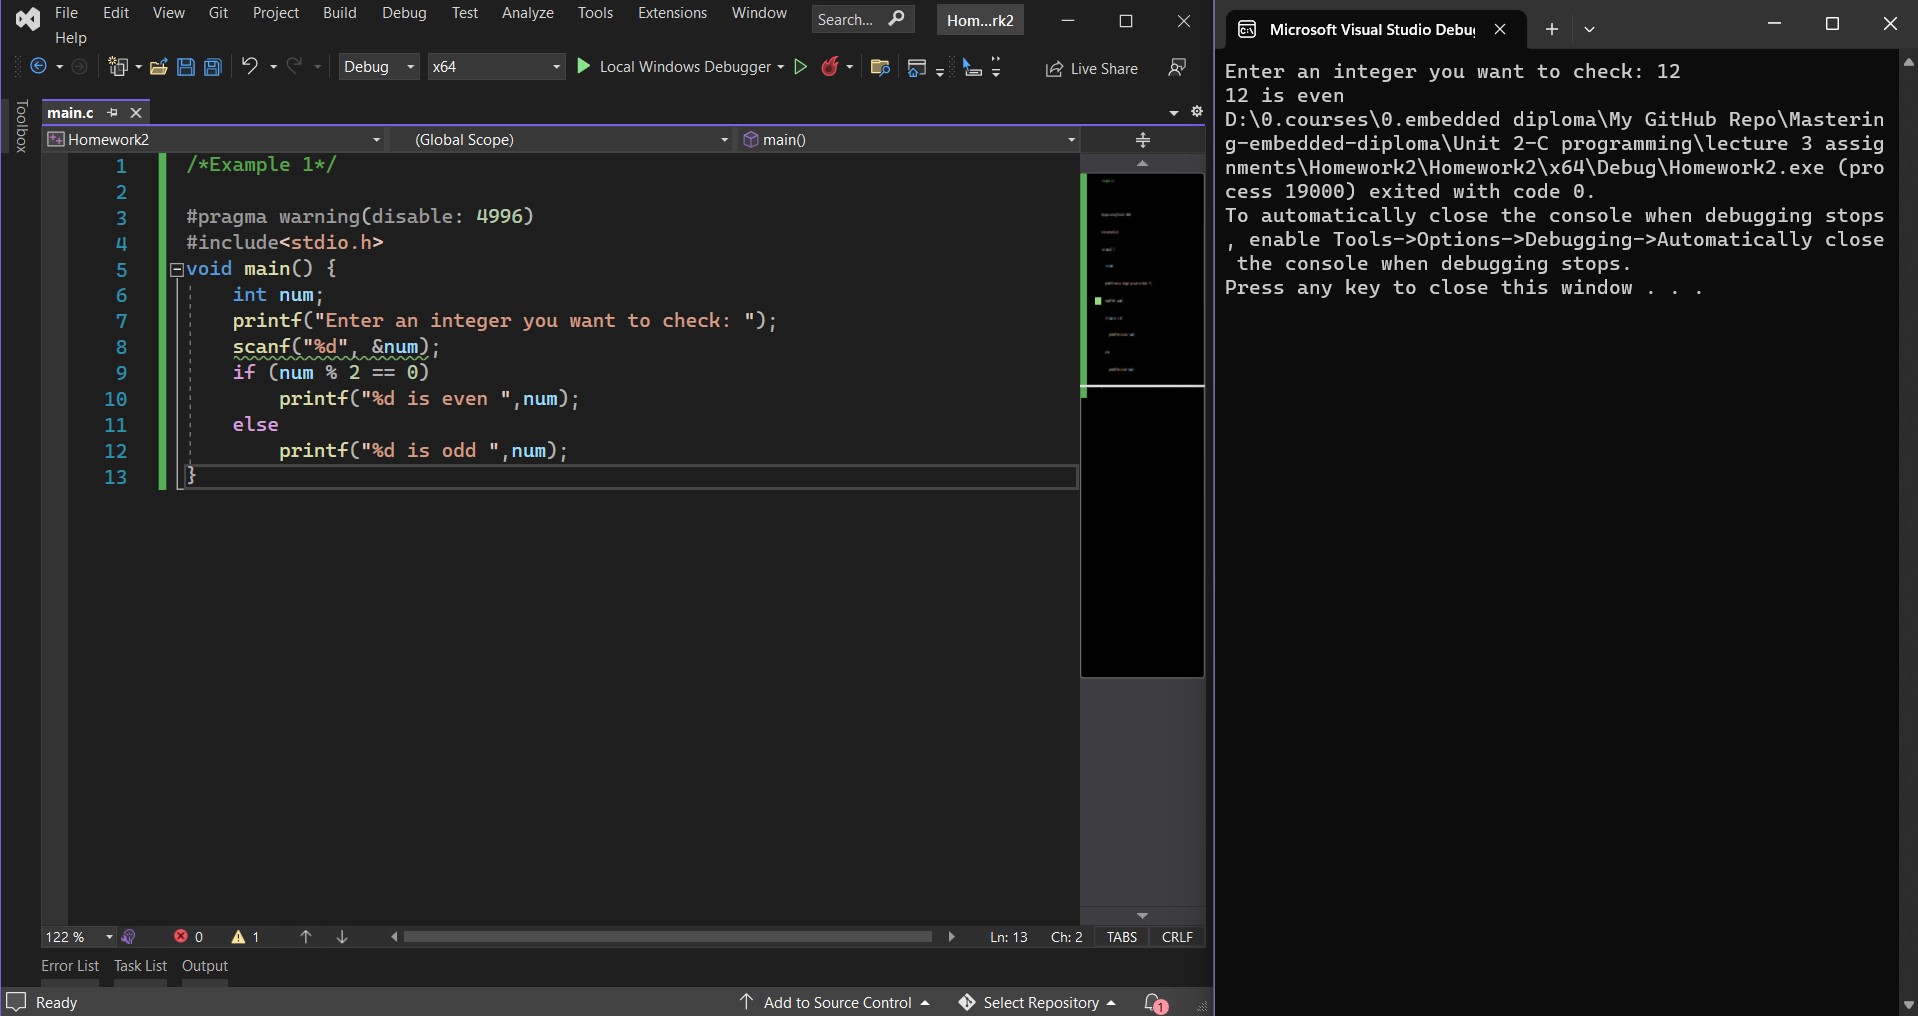 File Edit View Git Project Build Debug Test Analyze Tools Extensions Window Search... Hom...rk2
Help
Debug x64 Local Windows Debugger Live Share
Toolbox
main.c
Homework2 (Global Scope) main()
1 /*Example 1*/
2
3 #pragma warning(disable: 4996)
4 #include<stdio.h>
5 void main() {
6 int num;
7 printf("Enter an integer you want to check: ");
8 scanf("%d", &num);
9 if (num % 2 == 0)
10 printf("%d is even ",num);
11 else
12 printf("%d is odd ",num);
13 }
122 % 0 1 Ln: 13 Ch: 2 TABS CRLF
Error List Task List Output
Ready Add to Source Control Select Repository 1
Microsoft Visual Studio Debu
Enter an integer you want to check: 12
12 is even
D:\0.courses\0.embedded diploma\My GitHub Repo\Masterin
g-embedded-diploma\Unit 2-C programming\lecture 3 assig
nments\Homework2\Homework2\x64\Debug\Homework2.exe (pro
cess 19000) exited with code 0.
To automatically close the console when debugging stops
, enable Tools->Options->Debugging->Automatically close
the console when debugging stops.
Press any key to close this window . . .